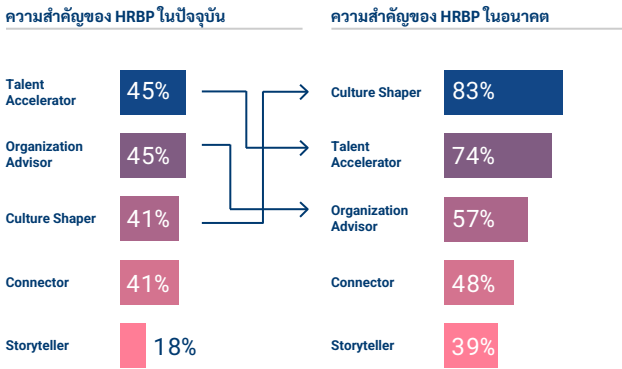 ความสำคัญของ HRBP ในปัจจุบัน
Talent
Accelerator
45%
Organization
Advisor
45%
Culture Shaper
41%
Connector
41%
Storyteller
18%
ความสำคัญของ HRBP ในอนาคต
Culture Shaper
83%
Talent
Accelerator
74%
Organization
Advisor
57%
Connector
48%
Storyteller
39%